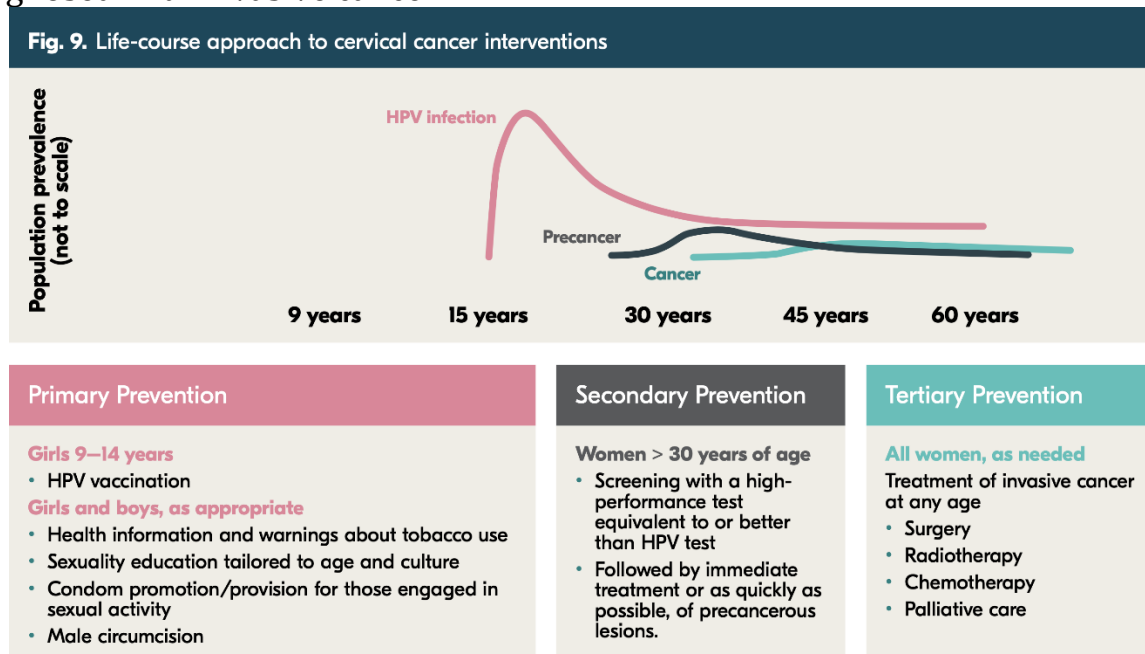 Fig. 9. Life-course approach to cervical cancer interventions
Population prevalence
(not to scale)
HPV infection
Precancer
Cancer
9 years
15 years
30 years
45 years
60 years
Primary Prevention
Girls 9–14 years
• HPV vaccination
Girls and boys, as appropriate
• Health information and warnings about tobacco use
• Sexuality education tailored to age and culture
• Condom promotion/provision for those engaged in
sexual activity
• Male circumcision
Secondary Prevention
Women > 30 years of age
• Screening with a high-
performance test
equivalent to or better
than HPV test
• Followed by immediate
treatment or as quickly as
possible, of precancerous
lesions.
Tertiary Prevention
All women, as needed
Treatment of invasive cancer
at any age
• Surgery
• Radiotherapy
• Chemotherapy
• Palliative care